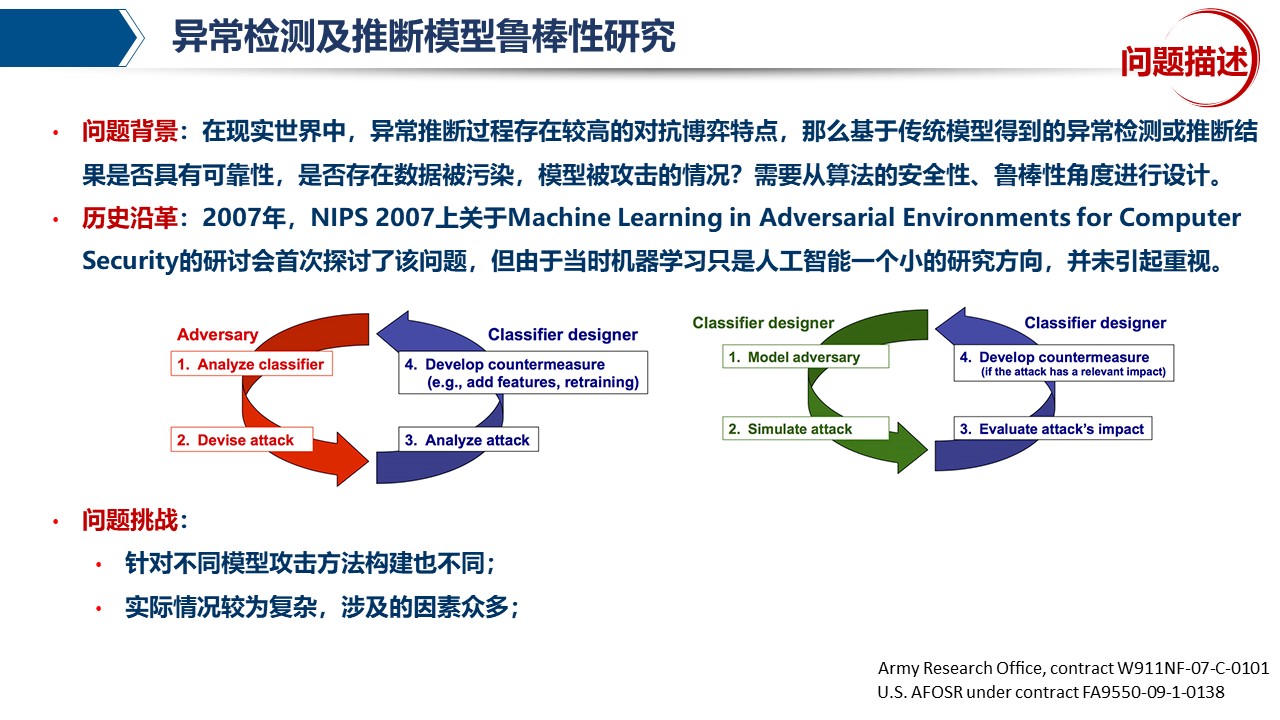 异常检测及推断模型鲁棒性研究
问题描述
• 问题背景：在现实世界中，异常推断过程存在较高的对抗博弈特点，那么基于传统模型得到的异常检测或推断结
果是否具有可靠性，是否存在数据被污染，模型被攻击的情况？需要从算法的安全性、鲁棒性角度进行设计。
• 历史沿革：2007年，NIPS 2007上关于Machine Learning in Adversarial Environments for Computer
Security的研讨会首次探讨了该问题，但由于当时机器学习只是人工智能一个小的研究方向，并未引起重视。
Adversary
Classifier designer
1. Analyze classifier
4. Develop countermeasure
(e.g., add features, retraining)
2. Devise attack
3. Analyze attack
Classifier designer
Classifier designer
1. Model adversary
4. Develop countermeasure
(if the attack has a relevant impact)
2. Simulate attack
3. Evaluate attack's impact
• 问题挑战：
• 针对不同模型攻击方法构建也不同；
• 实际情况较为复杂，涉及的因素众多；
Army Research Office, contract W911NF-07-C-0101
U.S. AFOSR under contract FA9550-09-1-0138